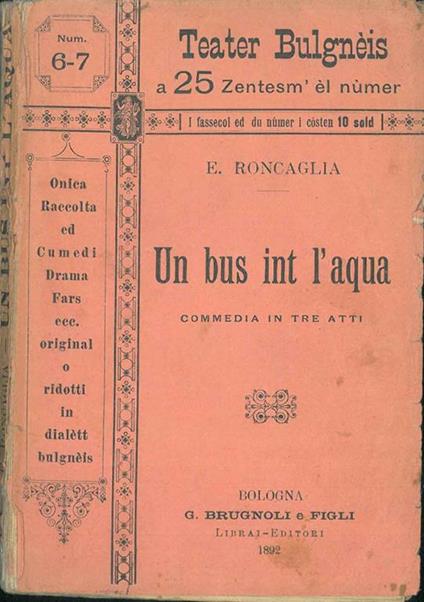 Num.
6-7
Teater Bulgnèis
a 25 Zentesm' èl nùmer
I fassecol ed du nùmer i còsten 10 sold
Onica
Raccolta
ed
Cumedi
Drama
Fars
ecc.
original
o
ridotti
in
dialètt
bulgnèis
E. RONCAGLIA
Un bus int l'aqua
COMMEDIA IN TRE ATTI
BOLOGNA
G. BRUGNOLI e FIGLI
LIBRAI-EDITORI
1892
UN BUS INT L'AQUA